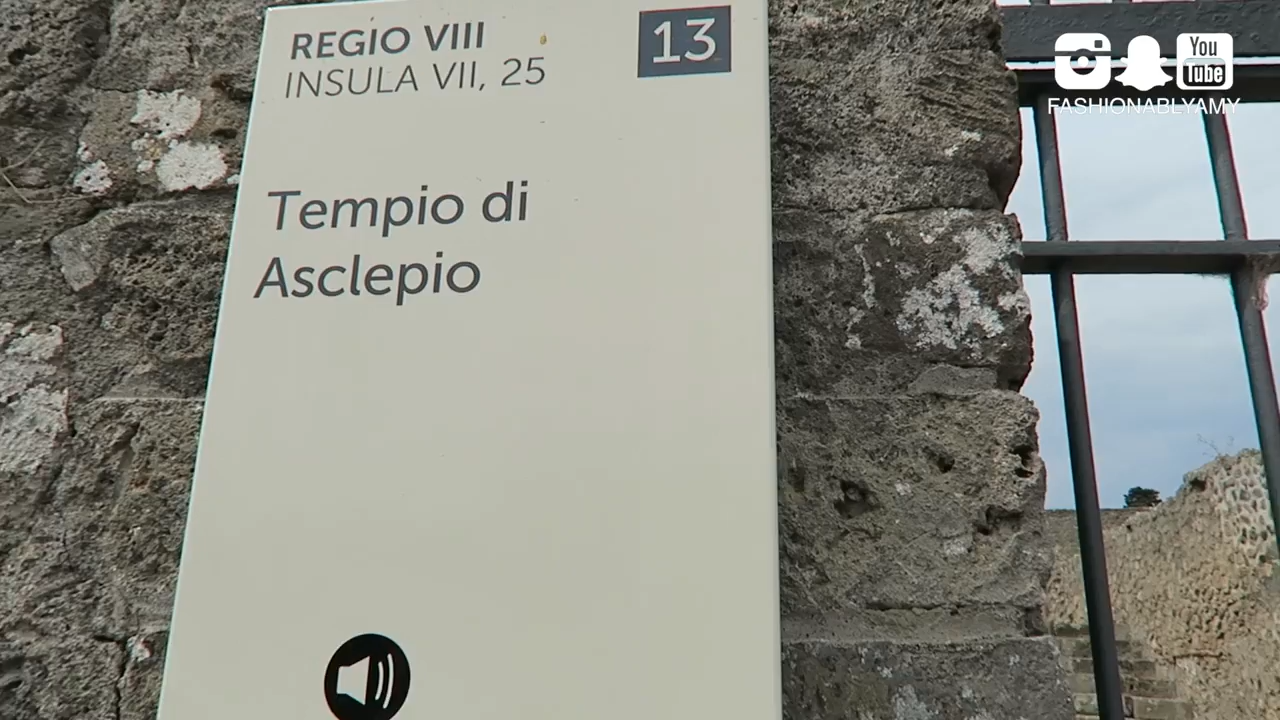 REGIO VIII
INSULA VII, 25
13
Tempio di
Asclepio
You
Tube
FASHIONABLYAMY